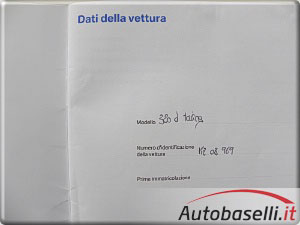 Dati della vettura
Modello 320 d touring
Numero d'identificazione
della vettura
Prima immatricolazione
Autobaselli.it